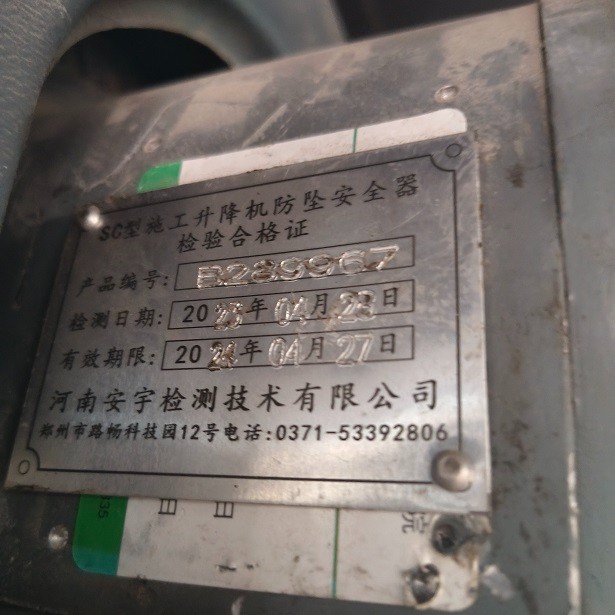 SC型施工升降机防坠安全器
检验合格证
产品编号: B239967
检测日期: 2023年04月28日
有效期限: 2024年04月27日
河南安宇检测技术有限公司
郑州市路畅科技园12号电话:0371-53392806
335
日
日